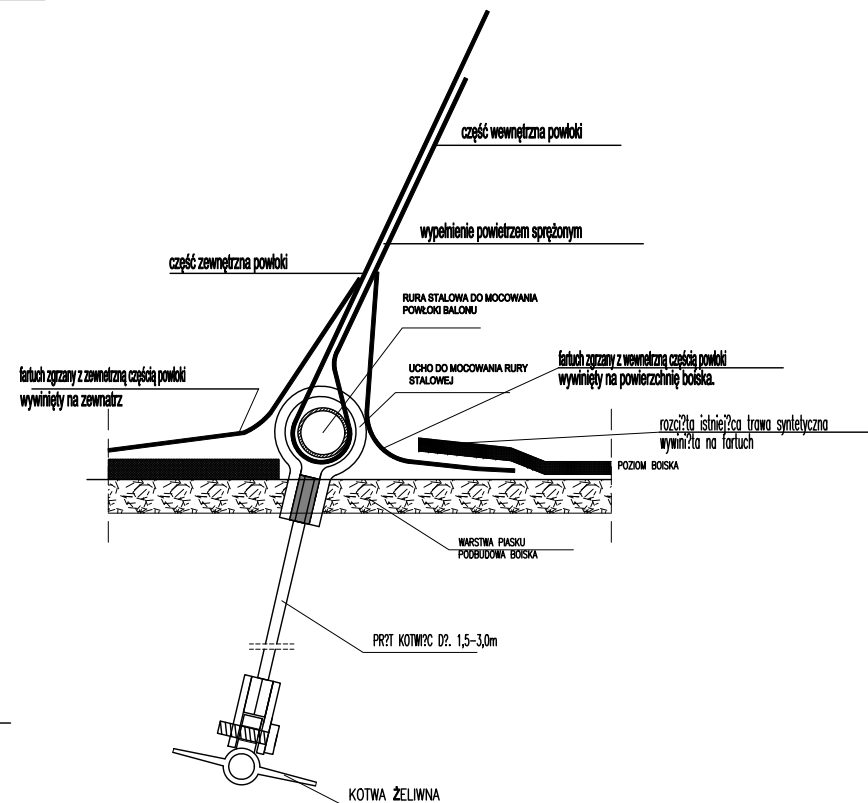 część wewnętrzna powłoki
wypełnienie powietrzem sprężonym
część zewnętrzna powłoki
RURA STALOWA DO MOCOWANIA
POWŁOKI BALONU
fartuch zgrzany z wewnetrzną częścią powłoki
wywinięty na powierzchnię boiska.
UCHO DO MOCOWANIA RURY
STALOWEJ
fartuch zgrzany z zewnetrzną częścią powłoki
wywinięty na zewnatrz
rozci?ta istniej?ca trawa syntetyczna
wywini?ta na fartuch
POZIOM BOISKA
WARSTWA PIASKU
PODBUDOWA BOISKA
PR?T KOTWI?C D?. 1,5-3,0m
KOTWA ŻELIWNA